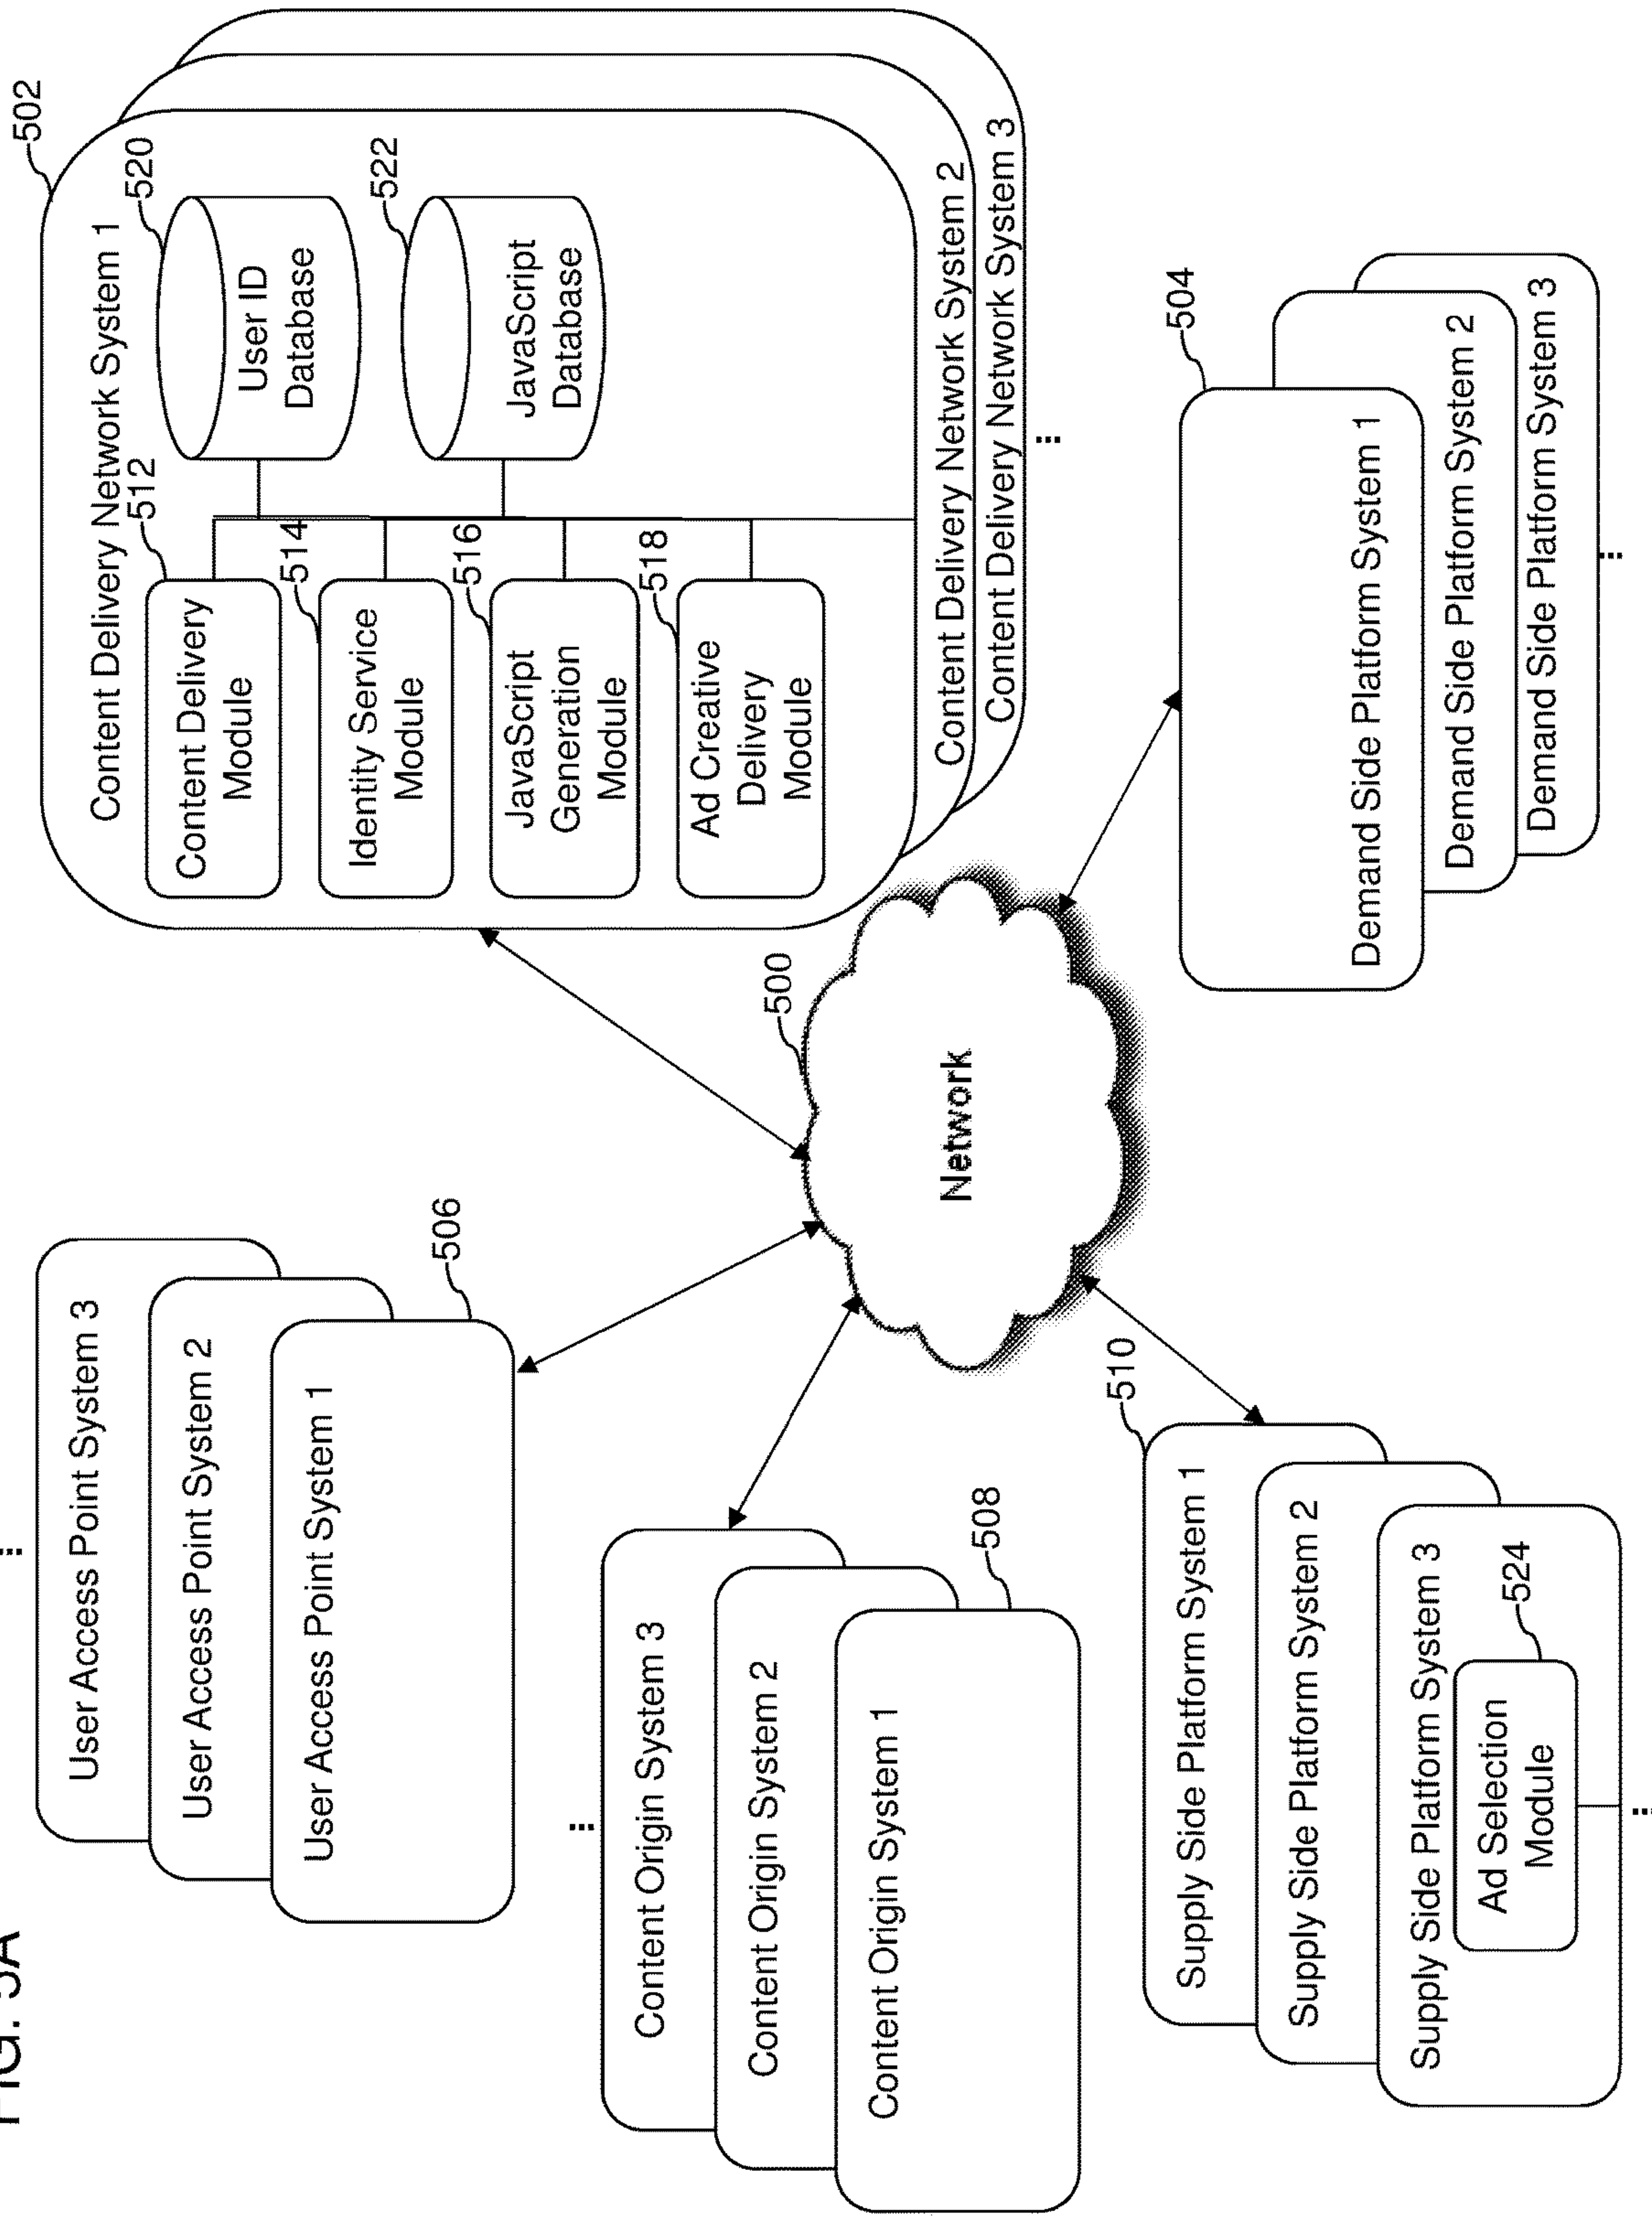 FIG. 5A
...
User Access Point System 3
User Access Point System 2
User Access Point System 1
506
502
Content Delivery Network System 1
512
Content Delivery
Module
514
Identity Service
Module
516
JavaScript
Generation
Module
518
Ad Creative
Delivery
Module
520
User ID
Database
522
JavaScript
Database
Content Delivery Network System 2
Content Delivery Network System 3
...
...
Content Origin System 3
Content Origin System 2
Content Origin System 1
508
500
Network
510
Supply Side Platform System 1
Supply Side Platform System 2
Supply Side Platform System 3
524
Ad Selection
Module
...
504
Demand Side Platform System 1
Demand Side Platform System 2
Demand Side Platform System 3
...